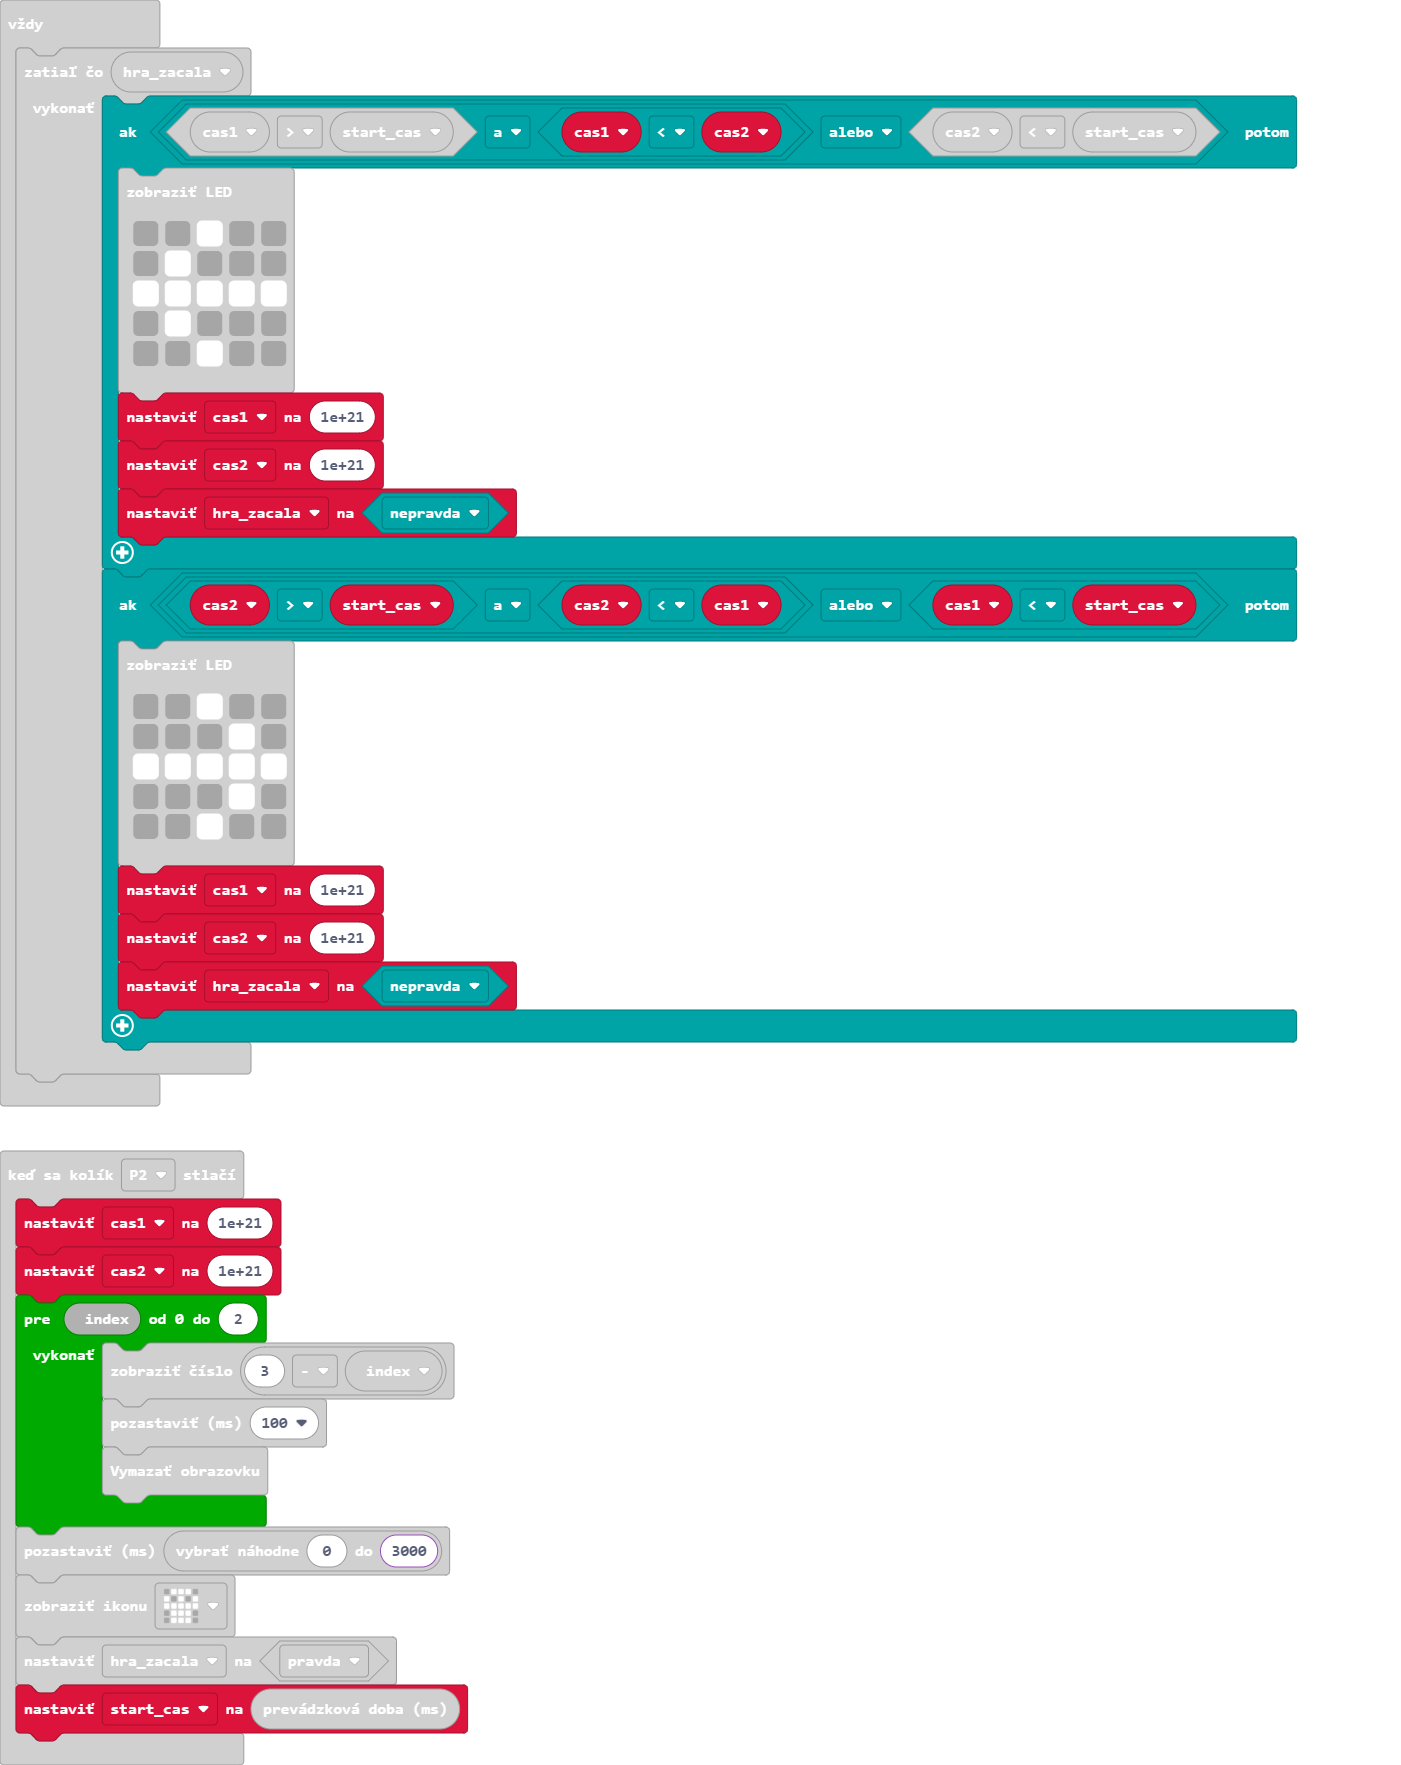 vždy
zatiaľ čo hra_zacala
vykonať
ak cas1 > start_cas a cas1 < cas2 alebo cas2 < start_cas potom
zobraziť LED
nastaviť cas1 na 1e+21
nastaviť cas2 na 1e+21
nastaviť hra_zacala na nepravda
ak cas2 > start_cas a cas2 < cas1 alebo cas1 < start_cas potom
zobraziť LED
nastaviť cas1 na 1e+21
nastaviť cas2 na 1e+21
nastaviť hra_zacala na nepravda
keď sa kolík P2 stlačí
nastaviť cas1 na 1e+21
nastaviť cas2 na 1e+21
pre index od 0 do 2
vykonať
zobraziť číslo 3 - index
pozastaviť (ms) 100
Vymazať obrazovku
pozastaviť (ms) vybrať náhodne 0 do 3000
zobraziť ikonu
nastaviť hra_zacala na pravda
nastaviť start_cas na prevádzková doba (ms)